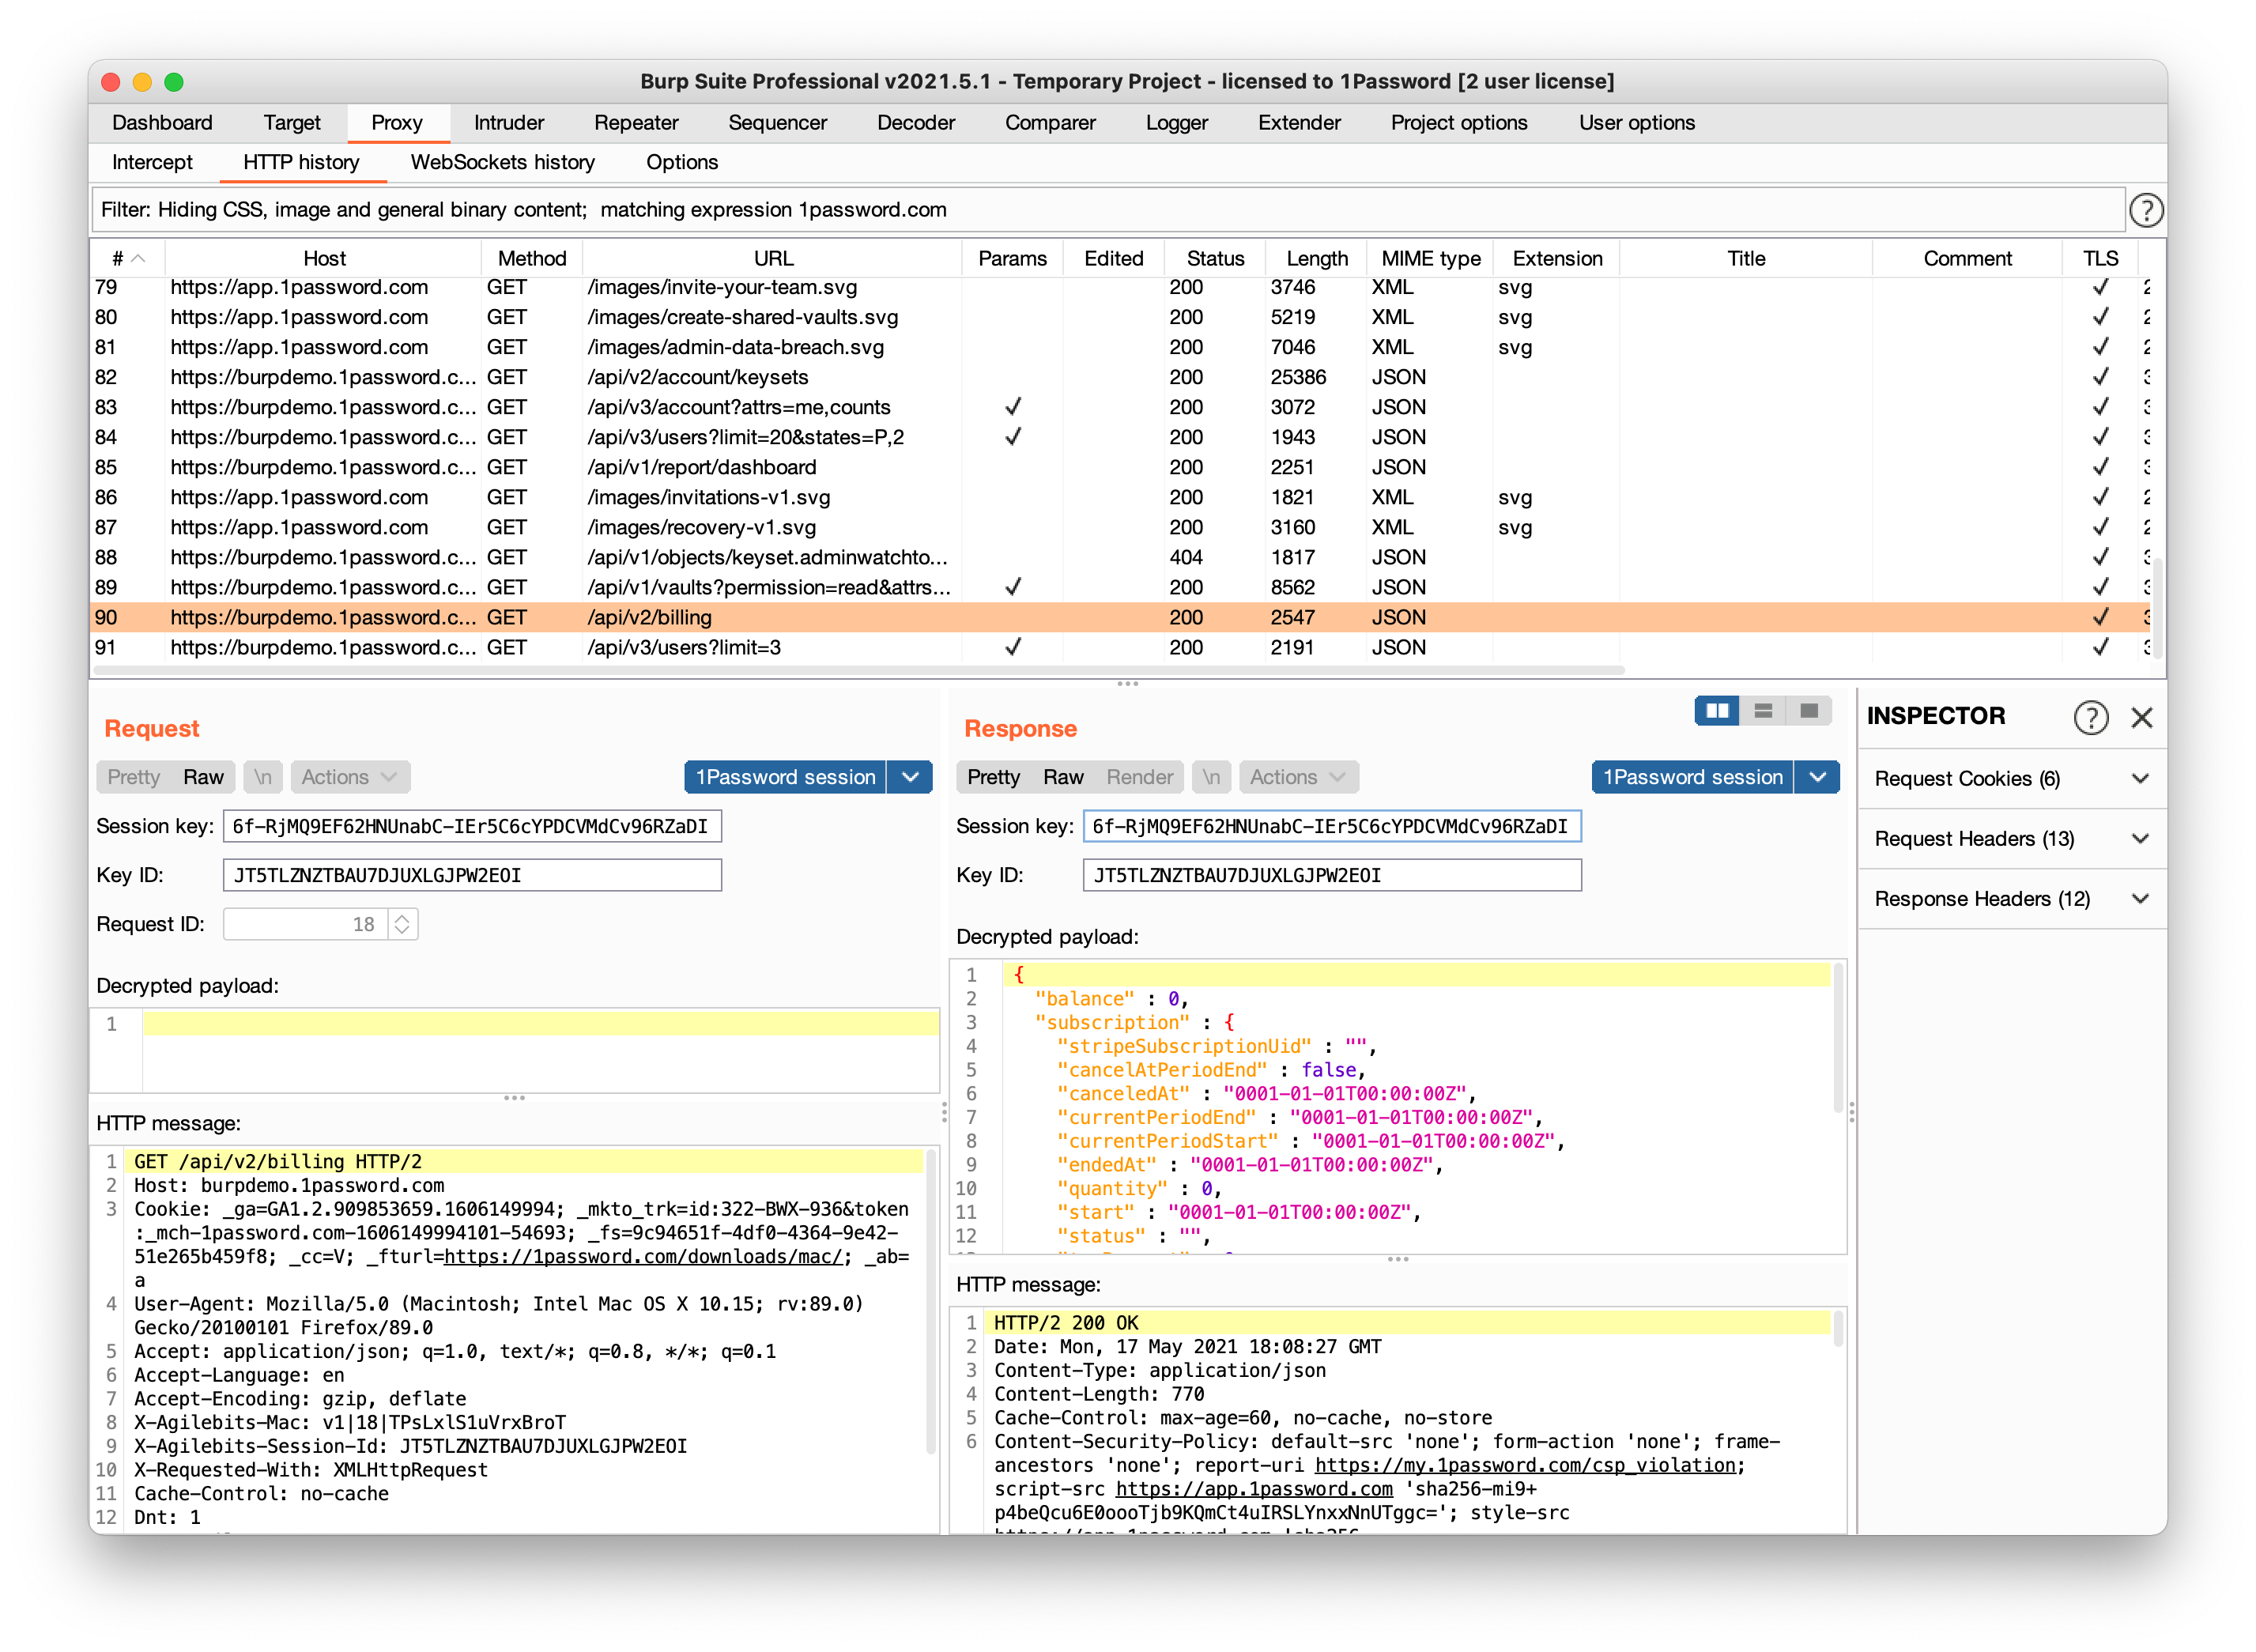 Burp Suite Professional v2021.5.1 - Temporary Project - licensed to 1Password [2 user license]
Dashboard Target Proxy Intruder Repeater Sequencer Decoder Comparer Logger Extender Project options User options
Intercept HTTP history WebSockets history Options
Filter: Hiding CSS, image and general binary content; matching expression 1password.com ?
# Host Method URL Params Edited Status Length MIME type Extension Title Comment TLS
79 https://app.1password.com GET /images/invite-your-team.svg 200 3746 XML svg ✓ 2
80 https://app.1password.com GET /images/create-shared-vaults.svg 200 5219 XML svg ✓ 2
81 https://app.1password.com GET /images/admin-data-breach.svg 200 7046 XML svg ✓ 2
82 https://burpdemo.1password.c... GET /api/v2/account/keysets 200 25386 JSON ✓ 3
83 https://burpdemo.1password.c... GET /api/v3/account?attrs=me,counts ✓ 200 3072 JSON ✓ 3
84 https://burpdemo.1password.c... GET /api/v3/users?limit=20&states=P,2 ✓ 200 1943 JSON ✓ 3
85 https://burpdemo.1password.c... GET /api/v1/report/dashboard 200 2251 JSON ✓ 3
86 https://app.1password.com GET /images/invitations-v1.svg 200 1821 XML svg ✓ 2
87 https://app.1password.com GET /images/recovery-v1.svg 200 3160 XML svg ✓ 2
88 https://burpdemo.1password.c... GET /api/v1/objects/keyset.adminwatchto... 404 1817 JSON ✓ 3
89 https://burpdemo.1password.c... GET /api/v1/vaults?permission=read&attrs... ✓ 200 8562 JSON ✓ 3
90 https://burpdemo.1password.c... GET /api/v2/billing 200 2547 JSON ✓ 3
91 https://burpdemo.1password.c... GET /api/v3/users?limit=3 ✓ 200 2191 JSON ✓ 3
Request
Pretty Raw \n Actions 1Password session
Session key: 6f-RjMQ9EF62HNUnabC-IEr5C6cYPDCVMdCv96RZaDI
Key ID: JT5TLZNZTBAU7DJUXLGJPW2EOI
Request ID: 18
Decrypted payload:
1
HTTP message:
1 GET /api/v2/billing HTTP/2
2 Host: burpdemo.1password.com
3 Cookie: _ga=GA1.2.909853659.1606149994; _mkto_trk=id:322-BWX-936&token
:_mch-1password.com-1606149994101-54693; _fs=9c94651f-4df0-4364-9e42-
51e265b459f8; _cc=V; _fturl=https://1password.com/downloads/mac/; _ab=
a
4 User-Agent: Mozilla/5.0 (Macintosh; Intel Mac OS X 10.15; rv:89.0)
Gecko/20100101 Firefox/89.0
5 Accept: application/json; q=1.0, text/*; q=0.8, */*; q=0.1
6 Accept-Language: en
7 Accept-Encoding: gzip, deflate
8 X-Agilebits-Mac: v1|18|TPsLxlS1uVrxBroT
9 X-Agilebits-Session-Id: JT5TLZNZTBAU7DJUXLGJPW2EOI
10 X-Requested-With: XMLHttpRequest
11 Cache-Control: no-cache
12 Dnt: 1
Response
Pretty Raw Render \n Actions 1Password session
Session key: 6f-RjMQ9EF62HNUnabC-IEr5C6cYPDCVMdCv96RZaDI
Key ID: JT5TLZNZTBAU7DJUXLGJPW2EOI
Decrypted payload:
1 {
2 "balance" : 0,
3 "subscription" : {
4 "stripeSubscriptionUid" : "",
5 "cancelAtPeriodEnd" : false,
6 "canceledAt" : "0001-01-01T00:00:00Z",
7 "currentPeriodEnd" : "0001-01-01T00:00:00Z",
8 "currentPeriodStart" : "0001-01-01T00:00:00Z",
9 "endedAt" : "0001-01-01T00:00:00Z",
10 "quantity" : 0,
11 "start" : "0001-01-01T00:00:00Z",
12 "status" : "",
HTTP message:
1 HTTP/2 200 OK
2 Date: Mon, 17 May 2021 18:08:27 GMT
3 Content-Type: application/json
4 Content-Length: 770
5 Cache-Control: max-age=60, no-cache, no-store
6 Content-Security-Policy: default-src 'none'; form-action 'none'; frame-
ancestors 'none'; report-uri https://my.1password.com/csp_violation;
script-src https://app.1password.com 'sha256-mi9+
p4beQcu6E0oooTjb9KQmCt4uIRSLYnxxNnUTggc='; style-src
INSPECTOR ?
Request Cookies (6)
Request Headers (13)
Response Headers (12)